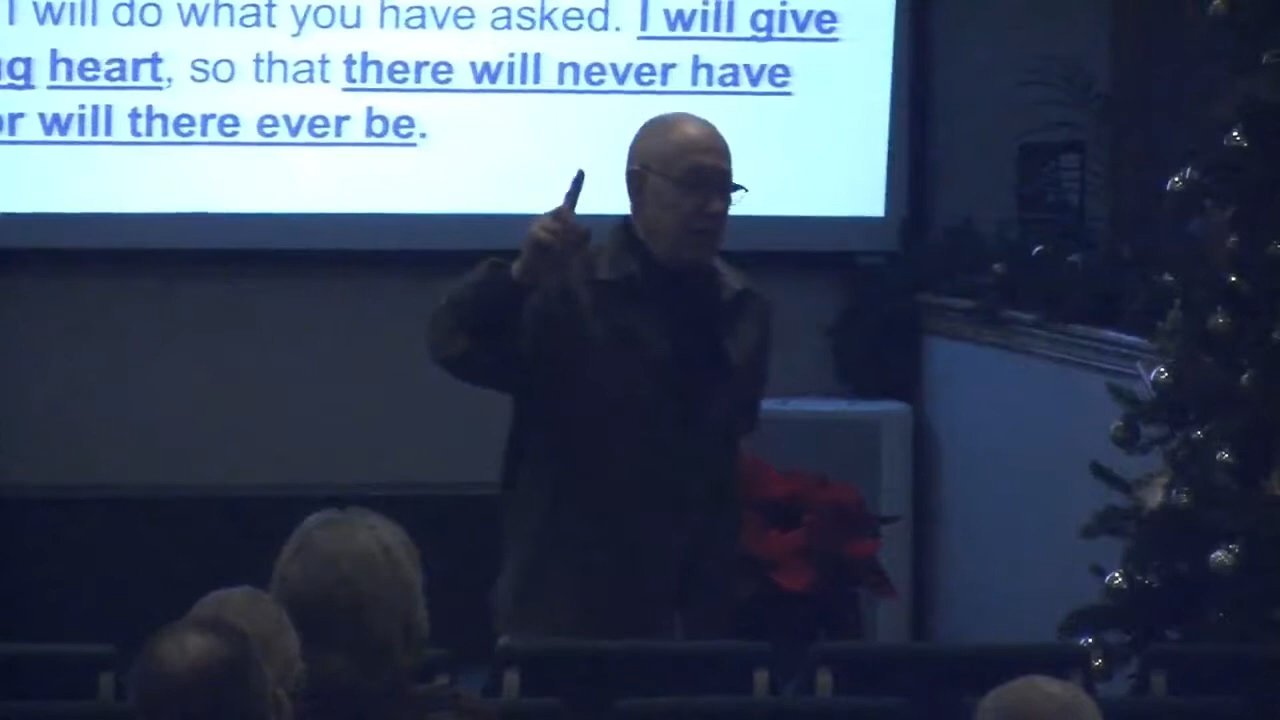 I will do what you have asked. I will give
g heart, so that there will never have
or will there ever be.